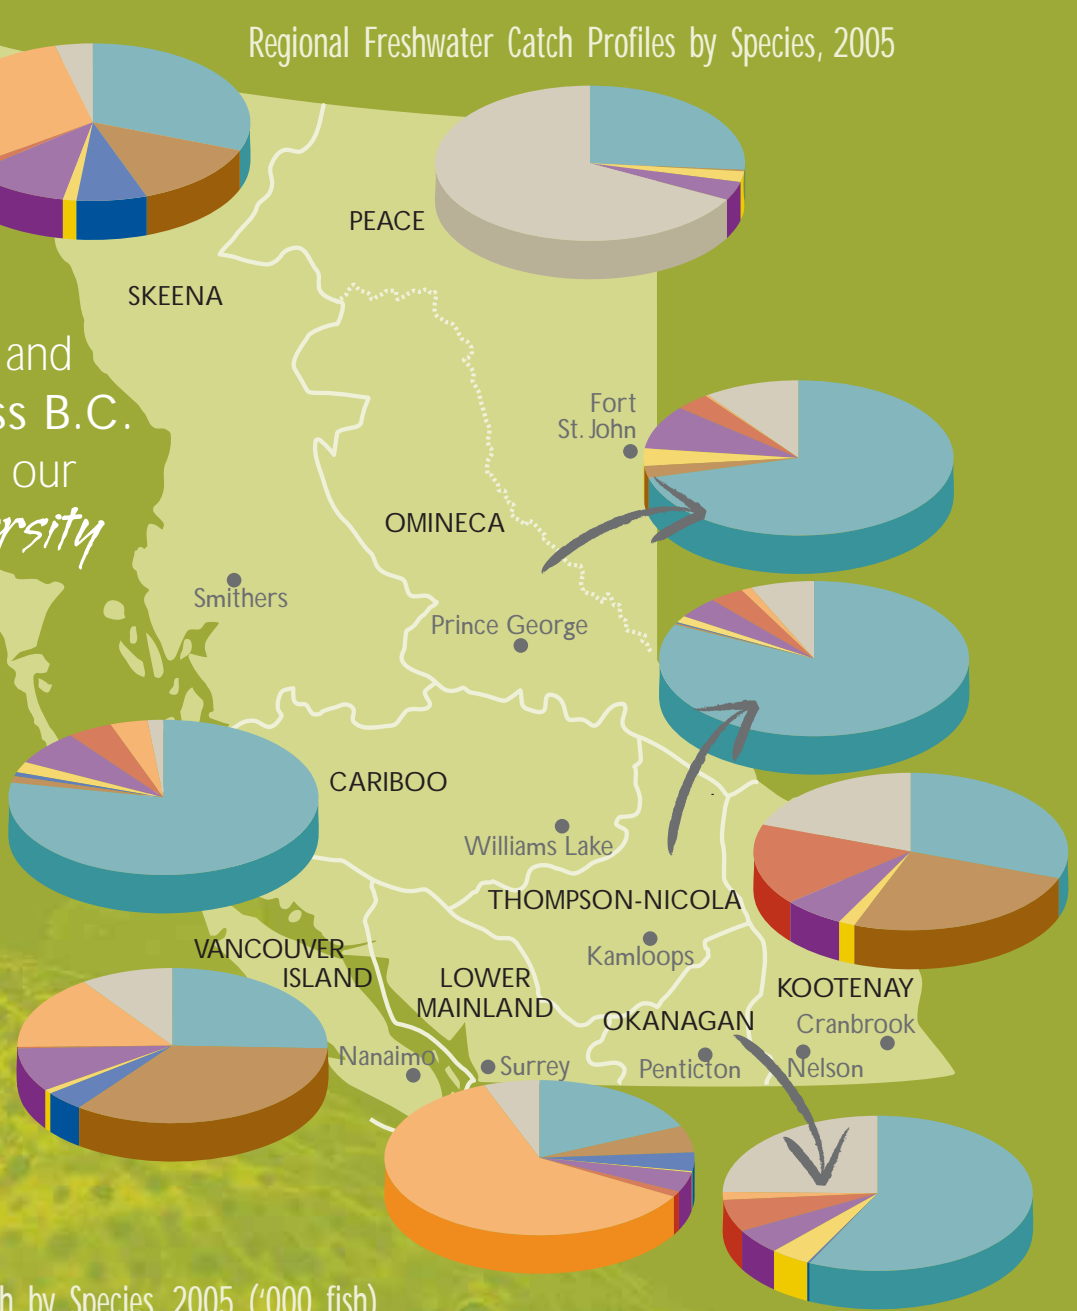 Regional Freshwater Catch Profiles by Species, 2005
PEACE
SKEENA
and
ss B.C.
our
rsity
Fort
St. John
OMINECA
Smithers
Prince George
CARIBOO
Williams Lake
THOMPSON-NICOLA
Kamloops
VANCOUVER
ISLAND
LOWER
MAINLAND
KOOTENAY
OKANAGAN
Cranbrook
Nanaimo
Surrey
Penticton
Nelson
h by Species, 2005 ('000 fish)